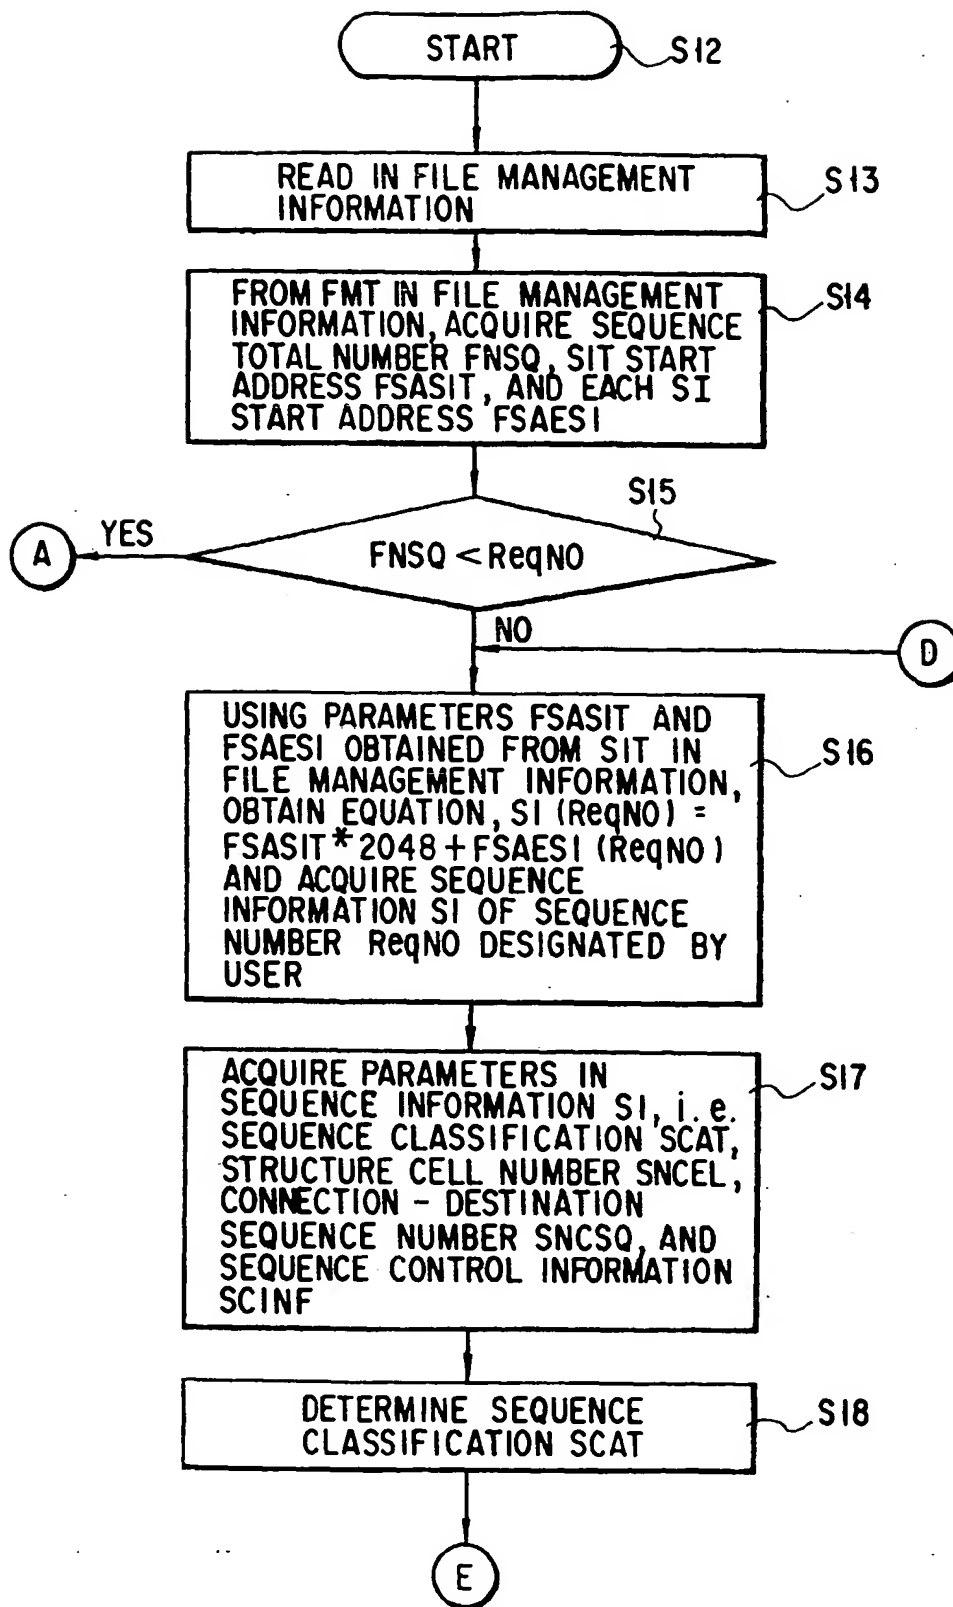 START
S12
READ IN FILE MANAGEMENT
INFORMATION
S13
FROM FMT IN FILE MANAGEMENT
INFORMATION, ACQUIRE SEQUENCE
TOTAL NUMBER FNSQ, SIT START
ADDRESS FSASIT, AND EACH SI
START ADDRESS FSAESI
S14
S15
FNSQ < ReqNO
YES
A
NO
D
USING PARAMETERS FSASIT AND
FSAESI OBTAINED FROM SIT IN
FILE MANAGEMENT INFORMATION,
OBTAIN EQUATION, SI (ReqNO) =
FSASIT * 2048 + FSAESI (ReqNO)
AND ACQUIRE SEQUENCE
INFORMATION SI OF SEQUENCE
NUMBER ReqNO DESIGNATED BY
USER
S16
ACQUIRE PARAMETERS IN
SEQUENCE INFORMATION SI, i.e.
SEQUENCE CLASSIFICATION SCAT,
STRUCTURE CELL NUMBER SNCEL,
CONNECTION - DESTINATION
SEQUENCE NUMBER SNCSQ, AND
SEQUENCE CONTROL INFORMATION
SCINF
S17
DETERMINE SEQUENCE
CLASSIFICATION SCAT
S18
E